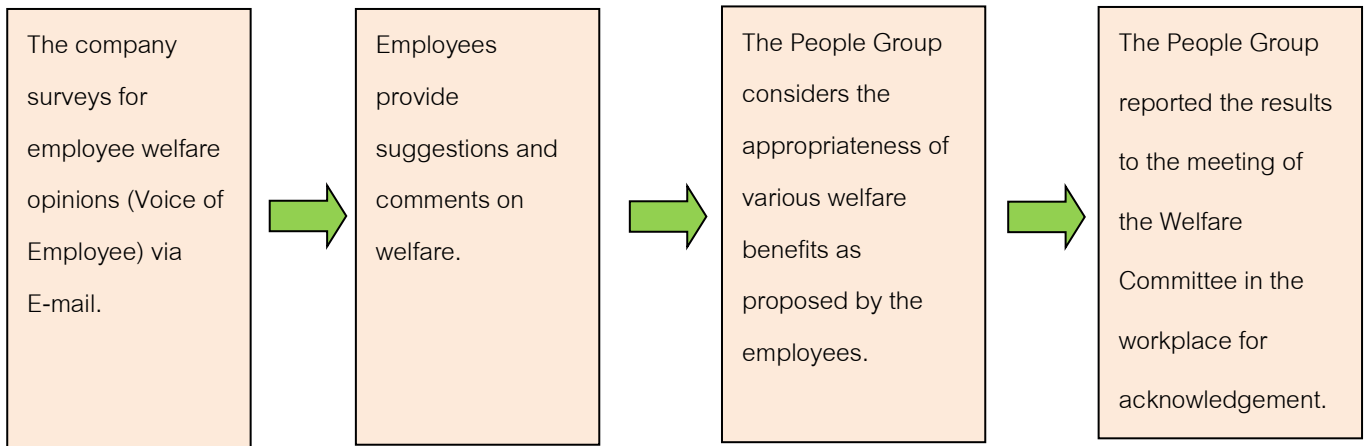 The company
surveys for
employee welfare
opinions (Voice of
Employee) via
E-mail.
Employees
provide
suggestions and
comments on
welfare.
The People Group
considers the
appropriateness of
various welfare
benefits as
proposed by the
employees.
The People Group
reported the results
to the meeting of
the Welfare
Committee in the
workplace for
acknowledgement.